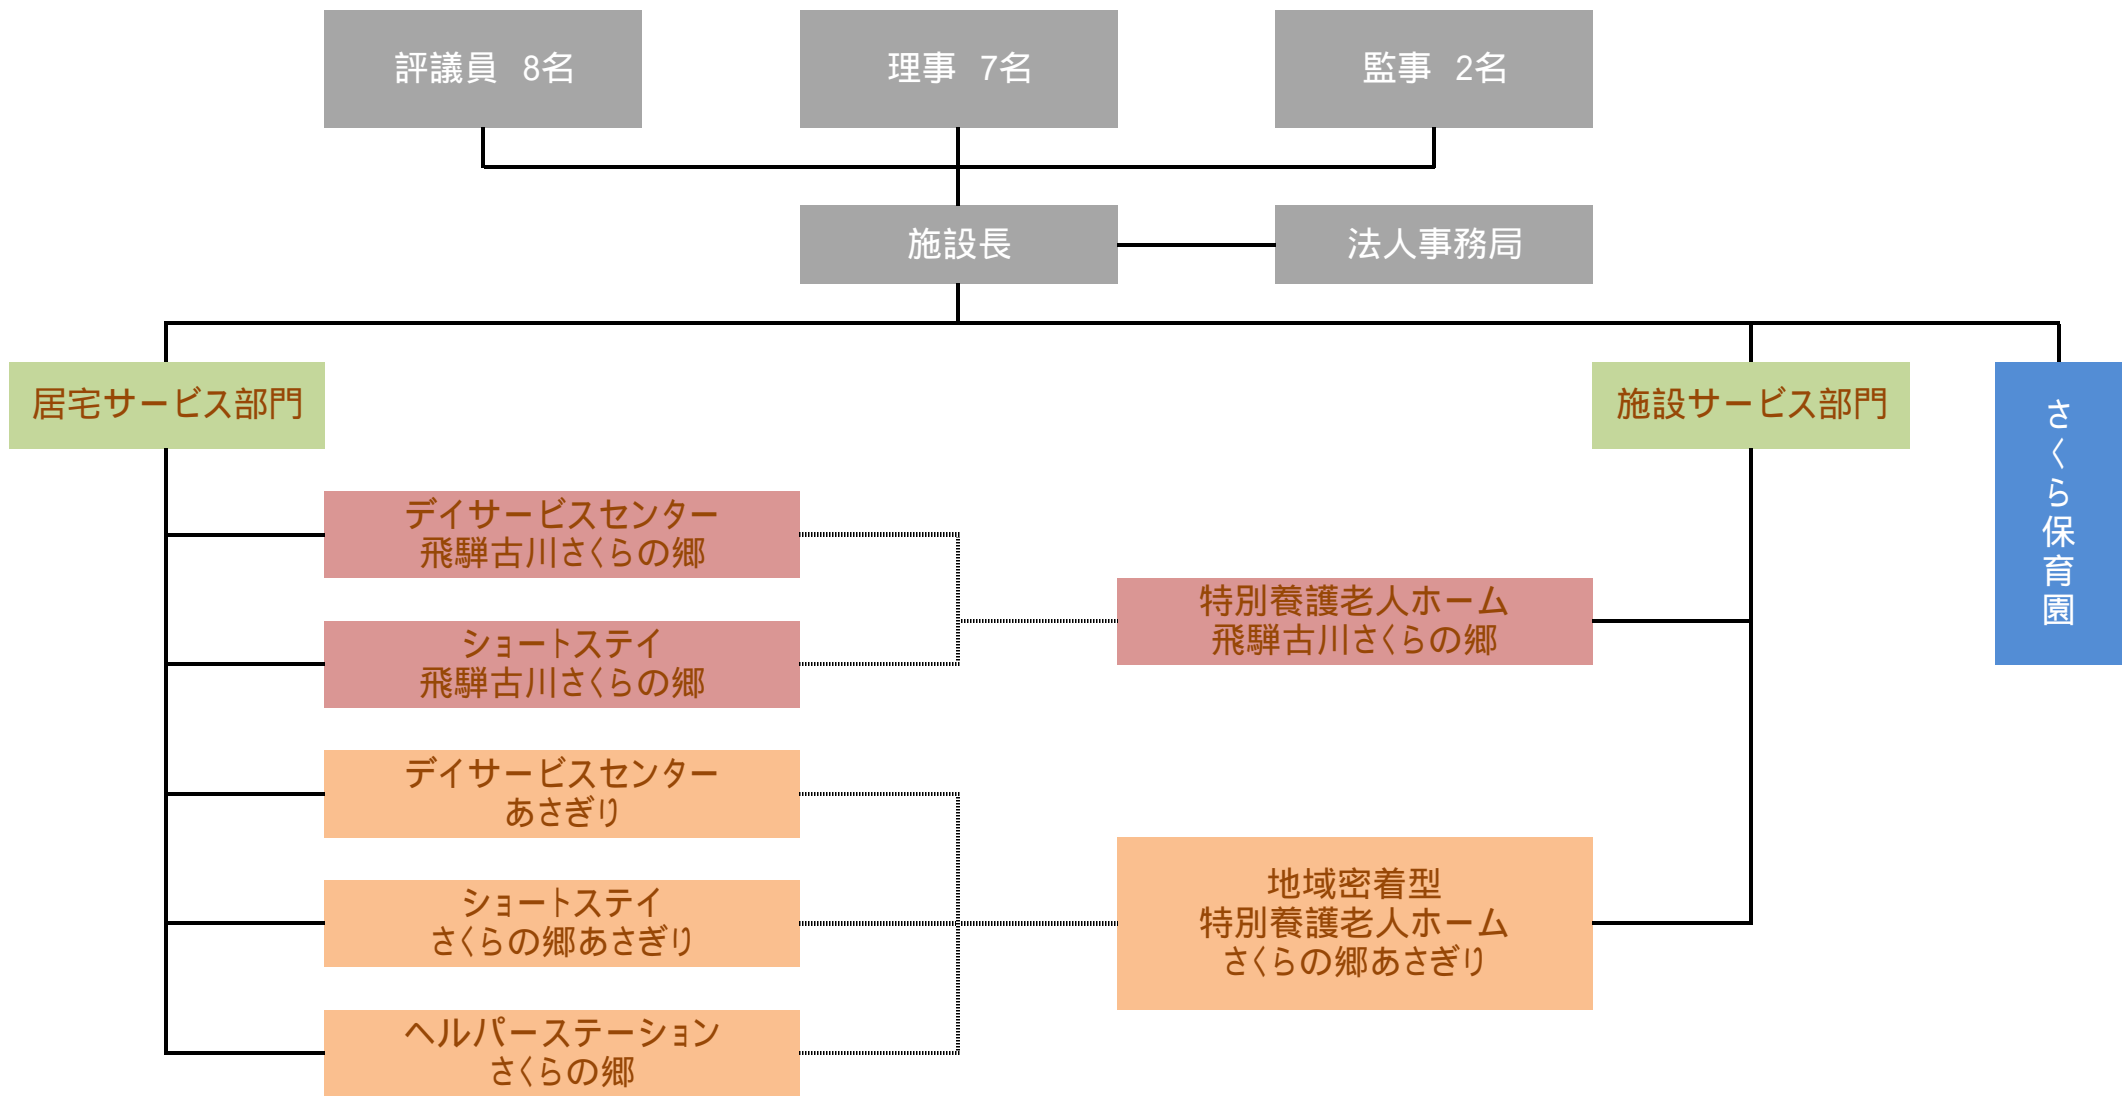 評議員 8名
理事 7名
監事 2名
施設長
法人事務局
居宅サービス部門
施設サービス部門
さくら保育園
デイサービスセンター
飛騨古川さくらの郷
ショートステイ
飛騨古川さくらの郷
特別養護老人ホーム
飛騨古川さくらの郷
デイサービスセンター
あさぎり
ショートステイ
さくらの郷あさぎり
地域密着型
特別養護老人ホーム
さくらの郷あさぎり
ヘルパーステーション
さくらの郷